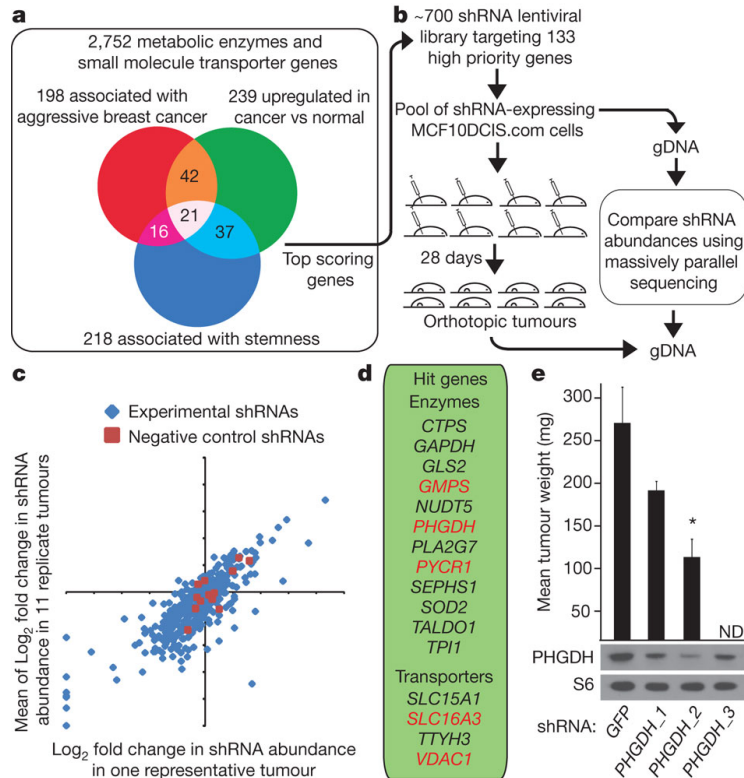 a
2,752 metabolic enzymes and
small molecule transporter genes
198 associated with
aggressive breast cancer
239 upregulated in
cancer vs normal
42
21
16
37
Top scoring
genes
218 associated with stemness
b
~700 shRNA lentiviral
library targeting 133
high priority genes
Pool of shRNA-expressing
MCF10DCIS.com cells
gDNA
28 days
Orthotopic tumours
Compare shRNA
abundances using
massively parallel
sequencing
gDNA
c
Experimental shRNAs
Negative control shRNAs
Mean of Log2 fold change in shRNA
abundance in 11 replicate tumours
Log2 fold change in shRNA abundance
in one representative tumour
d
Hit genes
Enzymes
CTPS
GAPDH
GLS2
GMPS
NUDT5
PHGDH
PLA2G7
PYCR1
SEPHS1
SOD2
TALDO1
TPI1
Transporters
SLC15A1
SLC16A3
TTYH3
VDAC1
e
Mean tumour weight (mg)
300
250
200
150
100
50
*
ND
PHGDH
S6
shRNA:
GFP
PHGDH_1
PHGDH_2
PHGDH_3